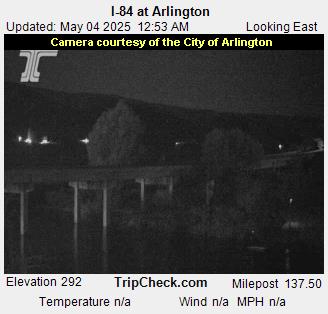 I-84 at Arlington
Updated: May 04 2025 12:53 AM Looking East
Camera courtesy of the City of Arlington
Elevation 292 TripCheck.com Milepost 137.50
Temperature n/a Wind n/a MPH n/a